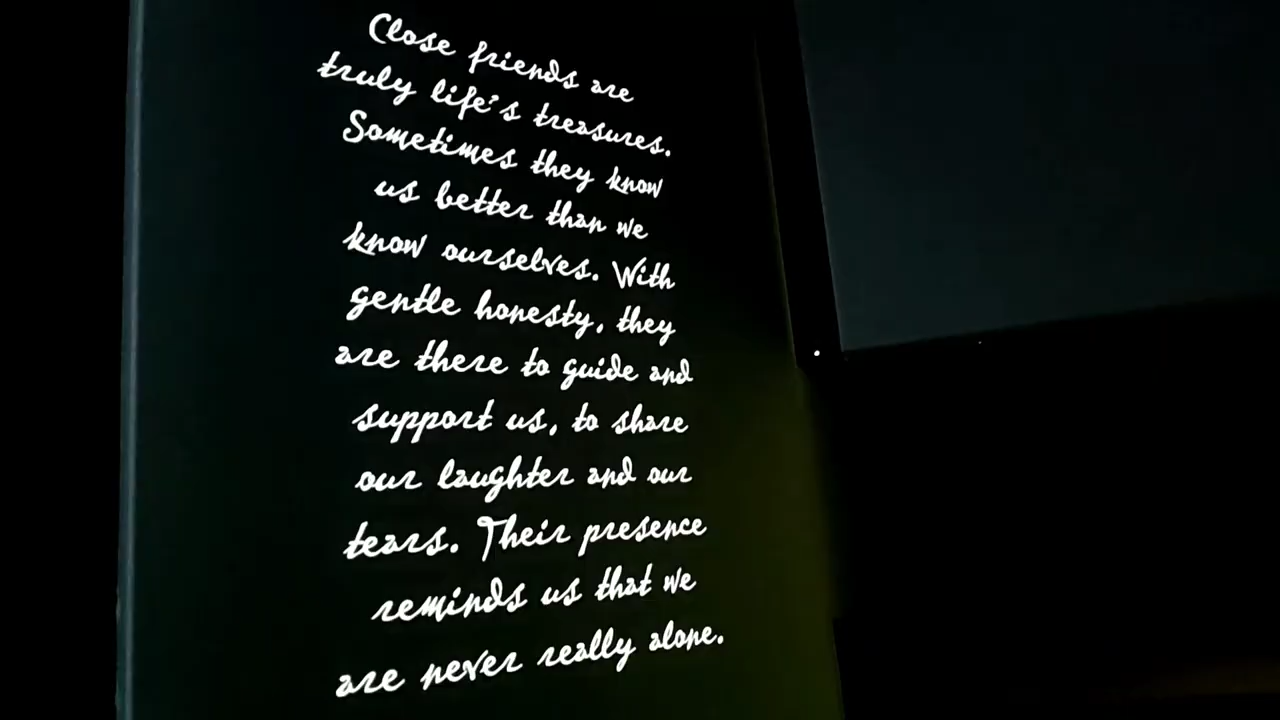 Close friends are
truly life's treasures.
Sometimes they know
us better than we
know ourselves. With
gentle honesty, they
are there to guide and
support us, to share
our laughter and our
tears. Their presence
reminds us that we
are never really alone.